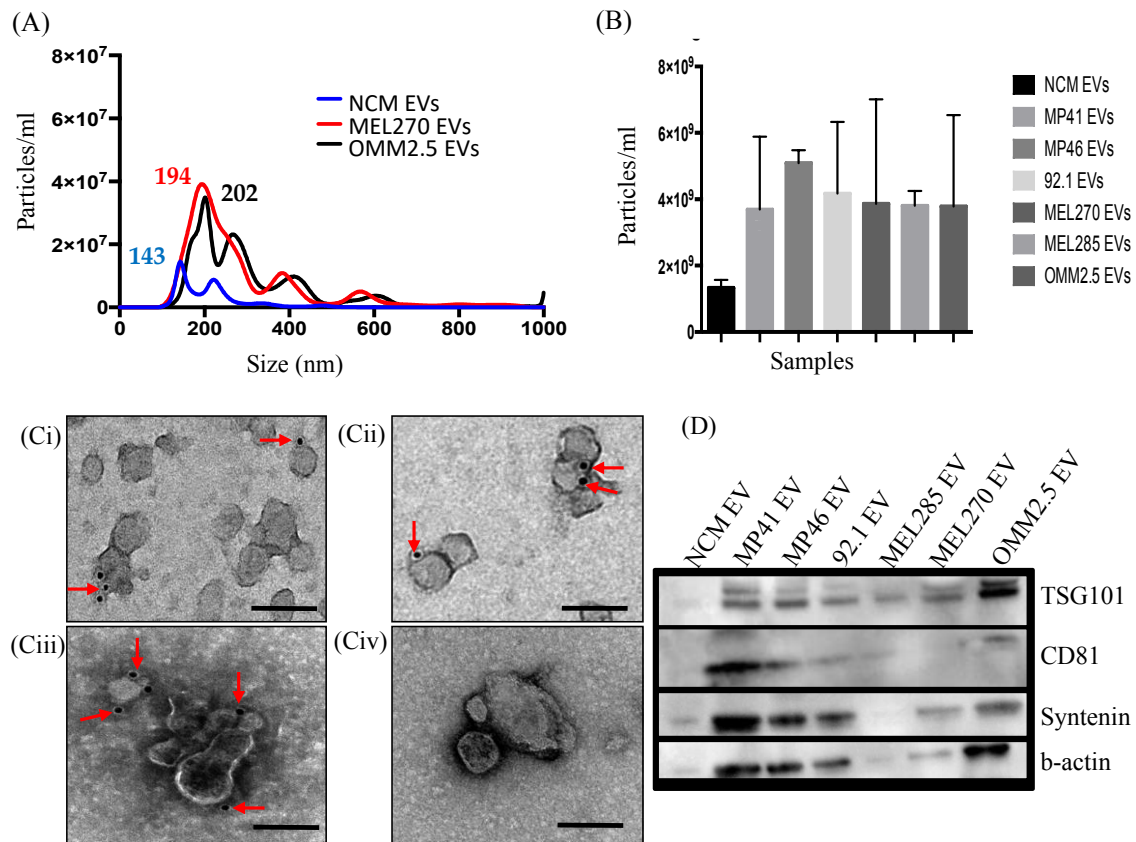 (A)
8×10⁷
6×10⁷
4×10⁷
2×10⁷
0
Particles/ml
NCM EVs
MEL270 EVs
OMM2.5 EVs
194
202
143
0 200 400 600 800 1000
Size (nm)
(B)
8×10⁹
6×10⁹
4×10⁹
2×10⁹
0
Particles/ml
Samples
NCM EVs
MP41 EVs
MP46 EVs
92.1 EVs
MEL270 EVs
MEL285 EVs
OMM2.5 EVs
(Ci)
(Cii)
(Ciii)
(Civ)
(D)
NCM EV
MP41 EV
MP46 EV
92.1 EV
MEL285 EV
MEL270 EV
OMM2.5 EV
TSG101
CD81
Syntenin
b-actin